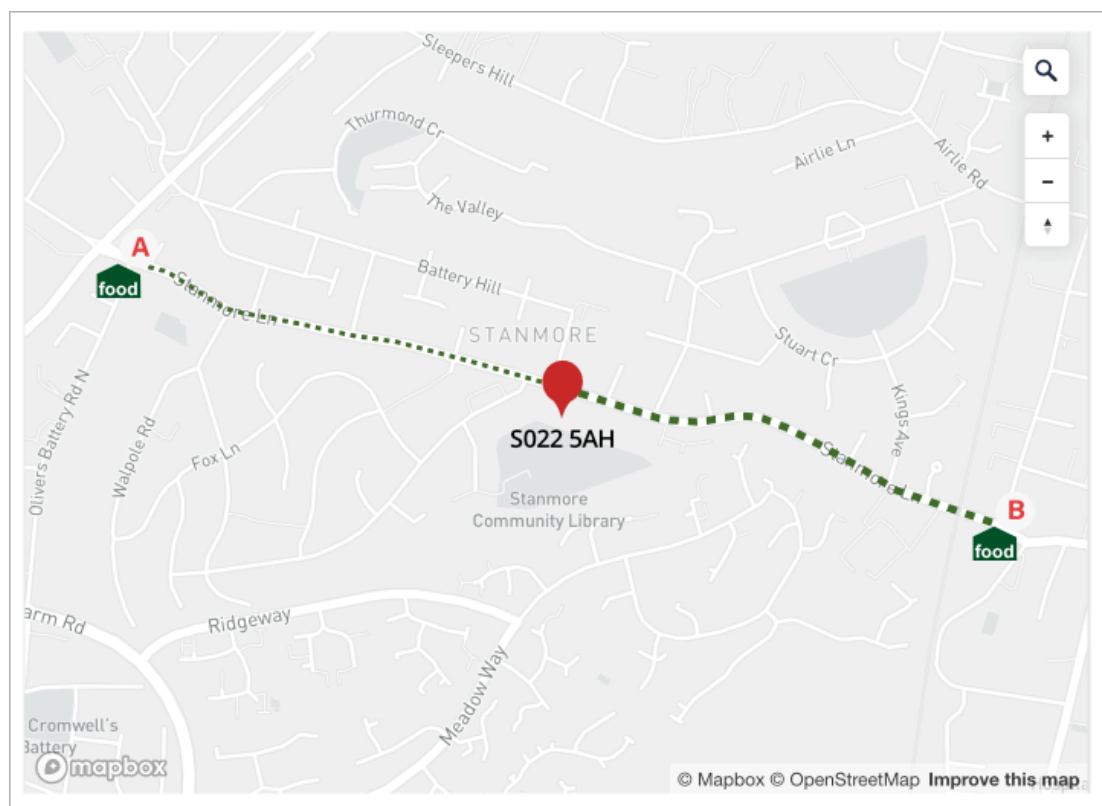 Sleepers Hill
Thurmond Cr
Airlie Ln
Airlie Rd
The Valley
+
−
A
food
Stanmore Ln
Battery Hill
STANMORE
Stuart Cr
Kings Ave
Olivers Battery Rd N
Walpole Rd
Fox Ln
S022 5AH
Stanmore
Community Library
Stanmore L
B
food
arm Rd
Ridgeway
Meadow Way
Cromwell's
Battery
mapbox
© Mapbox © OpenStreetMap Improve this map